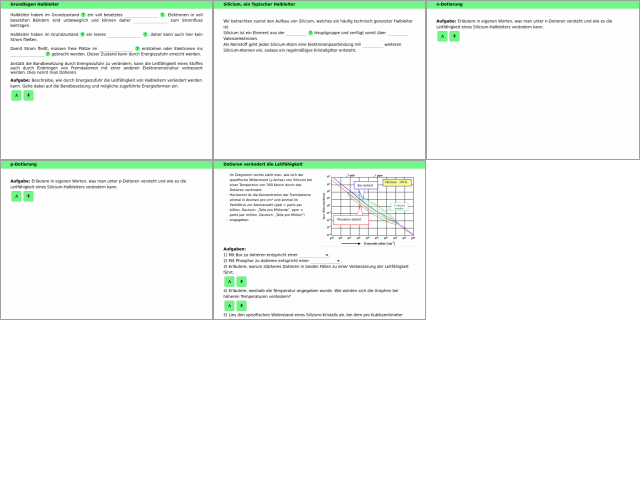 Grundlagen Halbleiter
Halbleiter haben im Grundzustand ein voll besetztes . Elektronen in voll
besetzten Bändern sind unbeweglich und können daher zum Stromfluss
beitragen.
Halbleiter haben im Grundzustand ein leeres , daher kann auch hier kein
Strom fließen.
Damit Strom fließt, müssen freie Plätze im entstehen oder Elektronen ins
gebracht werden. Dieser Zustand kann durch Energiezufuhr erreicht werden.
Anstatt die Bandbesetzung durch Energiezufuhr zu verändern, kann die Leitfähigkeit eines Stoffes
auch durch Einbringen von Fremdatomen mit einer anderen Elektronenstruktur verbessert
werden. Dies nennt man Dotieren.
Aufgabe: Beschreibe, wie durch Energiezufuhr die Leitfähigkeit von Halbleitern verändert werden
kann. Gehe dabei auf die Bandbesetzung und mögliche zugeführte Energieformen ein.
A
Silicium, ein Typischer Halbleiter
Wir betrachten zuerst den Aufbau von Silicium, welches ein häufig technisch genutzter Halbleiter
ist.
Silicium ist ein Element der Hauptgruppe und verfügt somit über
Valenzelektronen.
Als Reinstoff geht jedes Silicium-Atom eine Elektronenpaarbindung mit weiteren
Silicium-Atomen ein, sodass ein regelmäßiges Kristallgitter entsteht.
n-Dotierung
Aufgabe: Erläutere in eigenen Worten, was man unter n-Dotierung versteht und wie es die
Leitfähigkeit eines Silicium-Halbleiters verändern kann.
A
p-Dotierung
Aufgabe: Erläutere in eigenen Worten, was man unter p-Dotierung versteht und wie es die
Leitfähigkeit eines Silicium-Halbleiters verändern kann.
A
Dotieren verändert die Leitfähigkeit
Im Diagramm rechts sieht man, wie sich der
spezifische Widerstand (y-Achse) von Silicium bei
einer Temperatur von 300 Kelvin durch das
Dotieren verändert.
Horizontal ist die Konzentration der Fremdatome
einmal in Atomen pro cm³ und einmal im
Verhältnis zur Atomanzahl (ppb = parts per
billion, Deutsch: „Teile pro Milliarde“, ppm =
parts per million, Deutsch: „Teile pro Million“)
angegeben.
1 ppb
1 ppm
Bor-dotiert
Phosphor-dotiert
Aufgaben:
1) Mit Bor zu dotieren entspricht einer .
2) Mit Phosphor zu dotieren entspricht einer .
3) Erläutere, warum stärkeres Dotieren in beiden Fällen zu einer Verbesserung der Leitfähigkeit
führt.
A
4) Erläutere, weshalb die Temperatur angegeben wurde. Wie würden sich die Graphen bei
höheren Temperaturen verändern?
A
5) Lies den spezifischen Widerstand eines Silizium-Kristalls ab, bei dem pro Kubikzentimeter